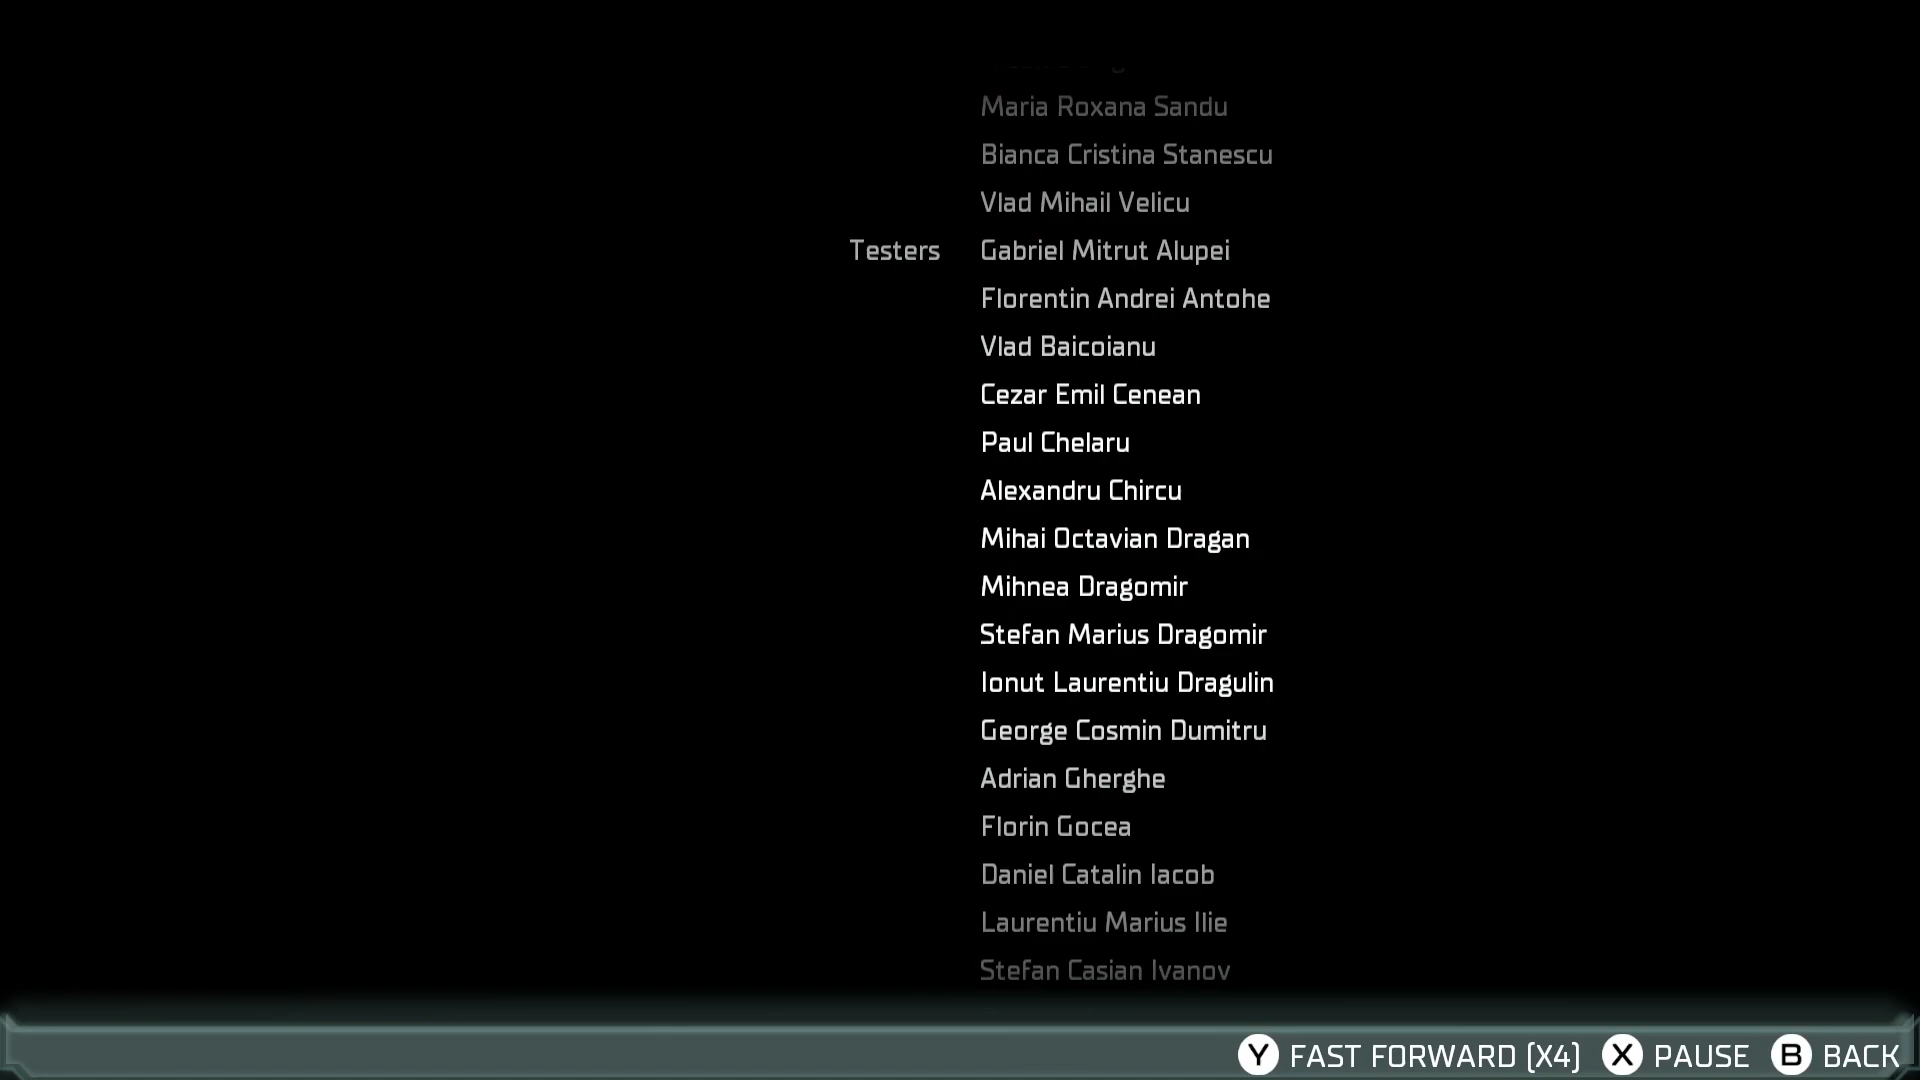 Maria Roxana Sandu
Bianca Cristina Stanescu
Vlad Mihail Velicu
Testers Gabriel Mitrut Alupei
Florentin Andrei Antohe
Vlad Baicoianu
Cezar Emil Cenean
Paul Chelaru
Alexandru Chircu
Mihai Octavian Dragan
Mihnea Dragomir
Stefan Marius Dragomir
Ionut Laurentiu Dragulin
George Cosmin Dumitru
Adrian Gherghe
Florin Gocea
Daniel Catalin Iacob
Laurentiu Marius Ilie
Stefan Casian Ivanov
Y FAST FORWARD (X4) X PAUSE B BACK